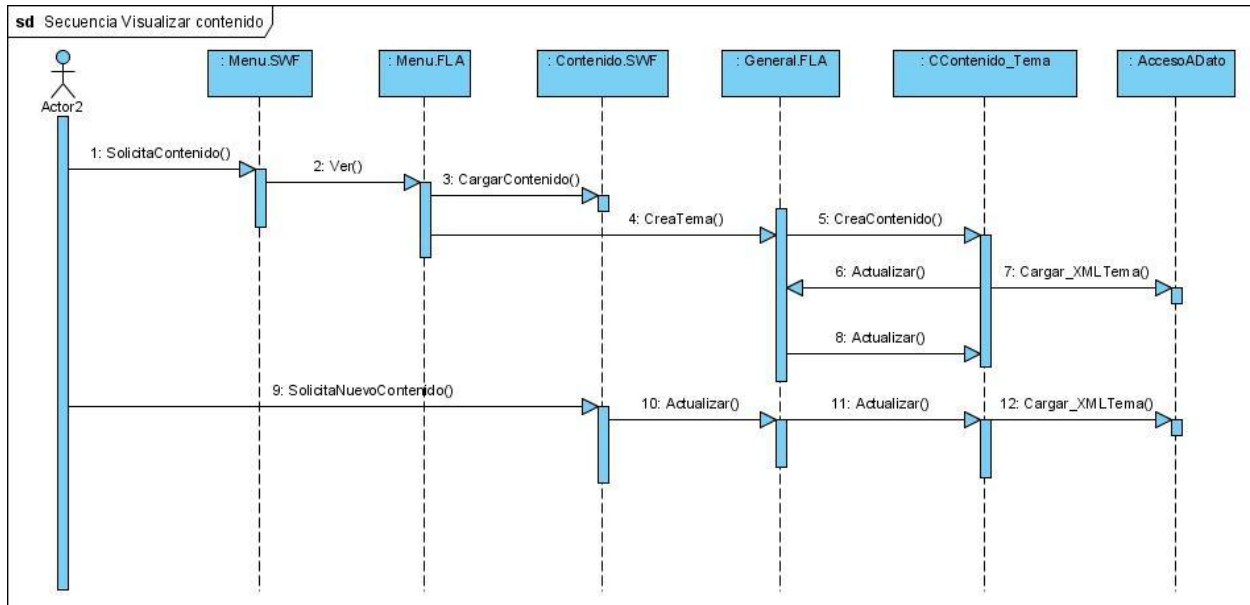 sd Secuencia Visualizar contenido
: Menu.SWF
: Menu.FLA
: Contenido.SWF
: General.FLA
: CContenido_Tema
: AccesoADato
Actor2
1: SolicitaContenido()
2: Ver()
3: CargarContenido()
4: CreaTema()
5: CreaContenido()
6: Actualizar()
7: Cargar_XMLTema()
8: Actualizar()
9: SolicitaNuevoContenido()
10: Actualizar()
11: Actualizar()
12: Cargar_XMLTema()